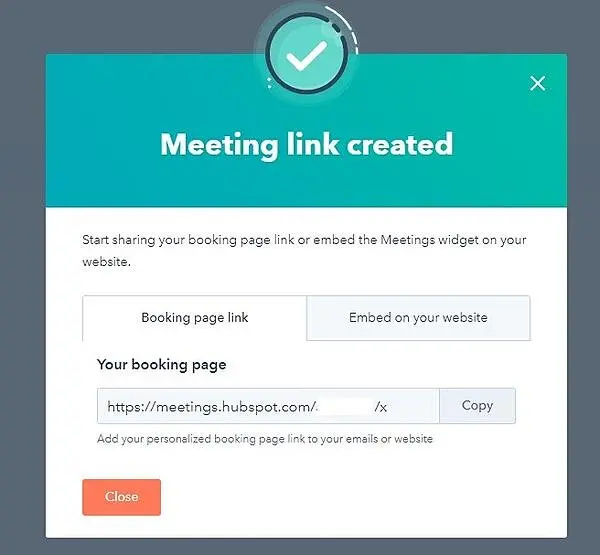 Meeting link created
Start sharing your booking page link or embed the Meetings widget on your
website.
Booking page link
Embed on your website
Your booking page
https://meetings.hubspot.com/ /x
Copy
Add your personalized booking page link to your emails or website
Close